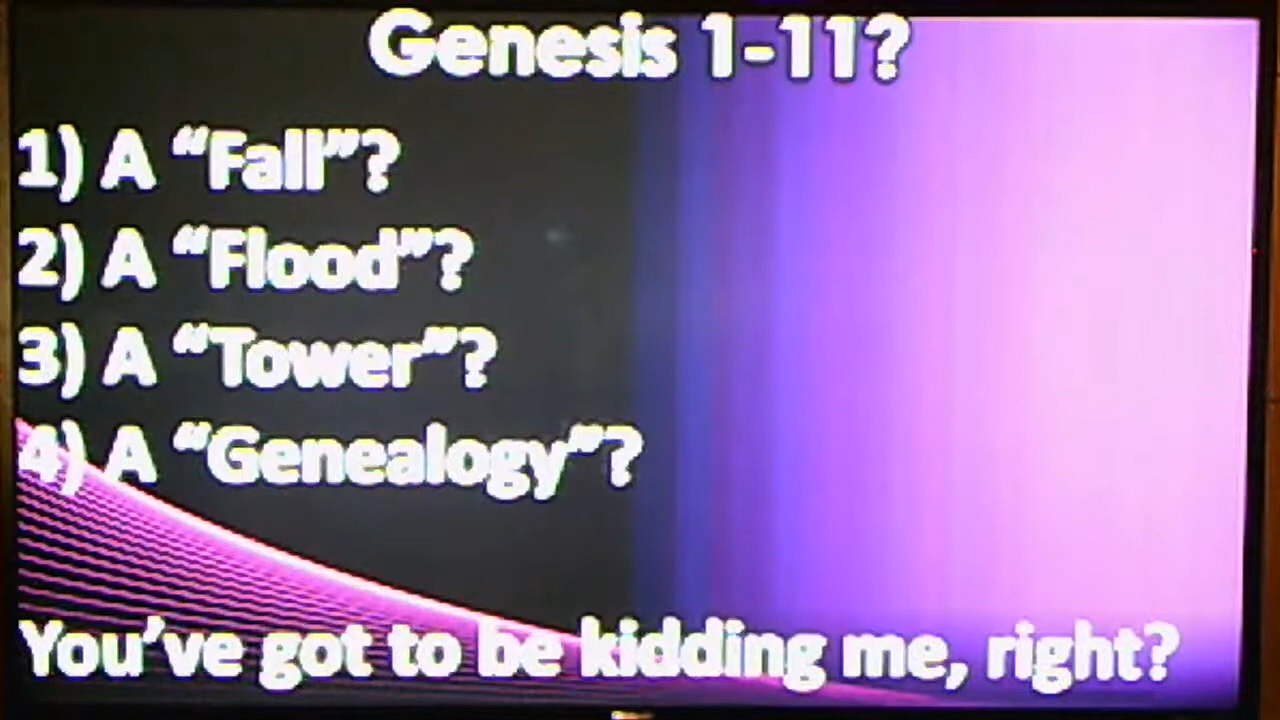 Genesis 1-11?
1) A “Fall”?
2) A “Flood”?
3) A “Tower”?
4) A “Genealogy”?
You’ve got to be kidding me, right?